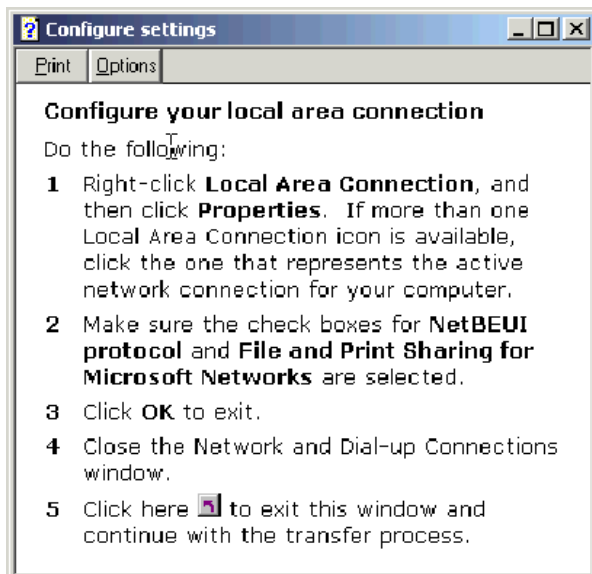 Configure settings
Print Options
Configure your local area connection
Do the following:
1 Right-click Local Area Connection, and
then click Properties. If more than one
Local Area Connection icon is available,
click the one that represents the active
network connection for your computer.
2 Make sure the check boxes for NetBEUI
protocol and File and Print Sharing for
Microsoft Networks are selected.
3 Click OK to exit.
4 Close the Network and Dial-up Connections
window.
5 Click here to exit this window and
continue with the transfer process.